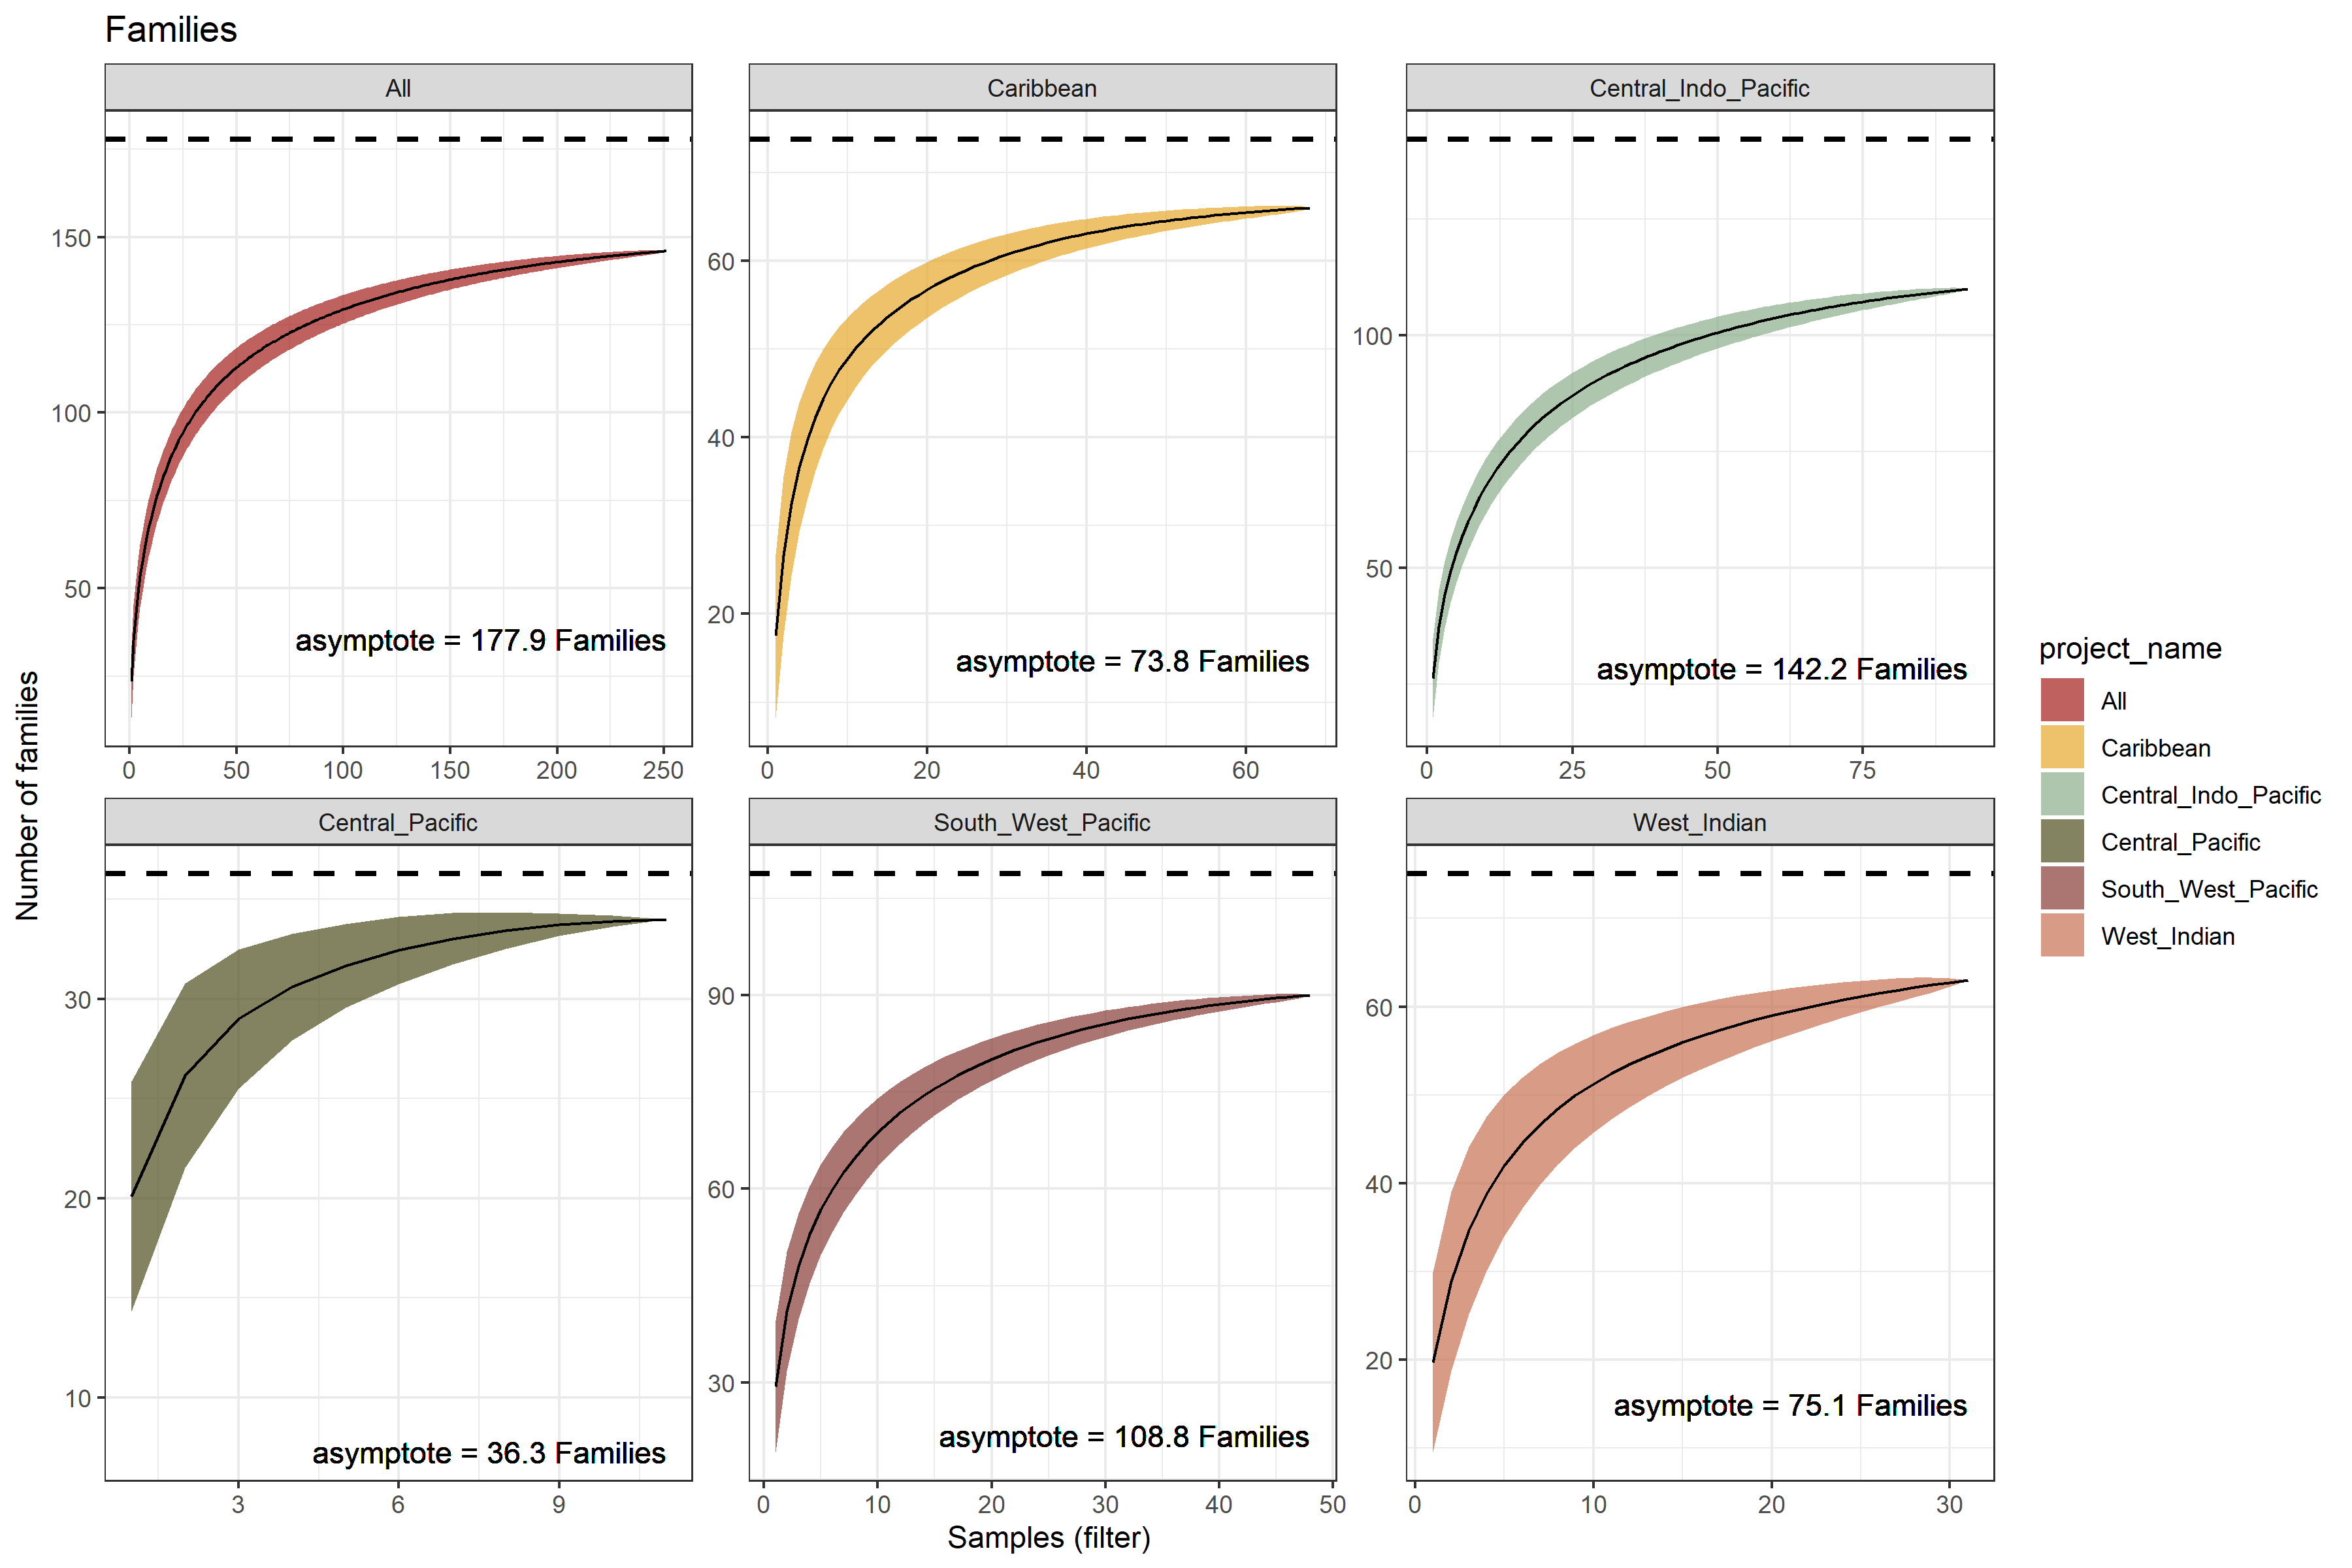 Families
All
Caribbean
Central_Indo_Pacific
150
100
50
60
40
20
100
50
asymptote = 177.9 Families
asymptote = 73.8 Families
asymptote = 142.2 Families
0 50 100 150 200 250
0 20 40 60
0 25 50 75
Central_Pacific
South_West_Pacific
West_Indian
30
20
10
90
60
30
60
40
20
asymptote = 36.3 Families
asymptote = 108.8 Families
asymptote = 75.1 Families
3 6 9
0 10 20 30 40 50
0 10 20 30
Number of families
Samples (filter)
project_name
All
Caribbean
Central_Indo_Pacific
Central_Pacific
South_West_Pacific
West_Indian